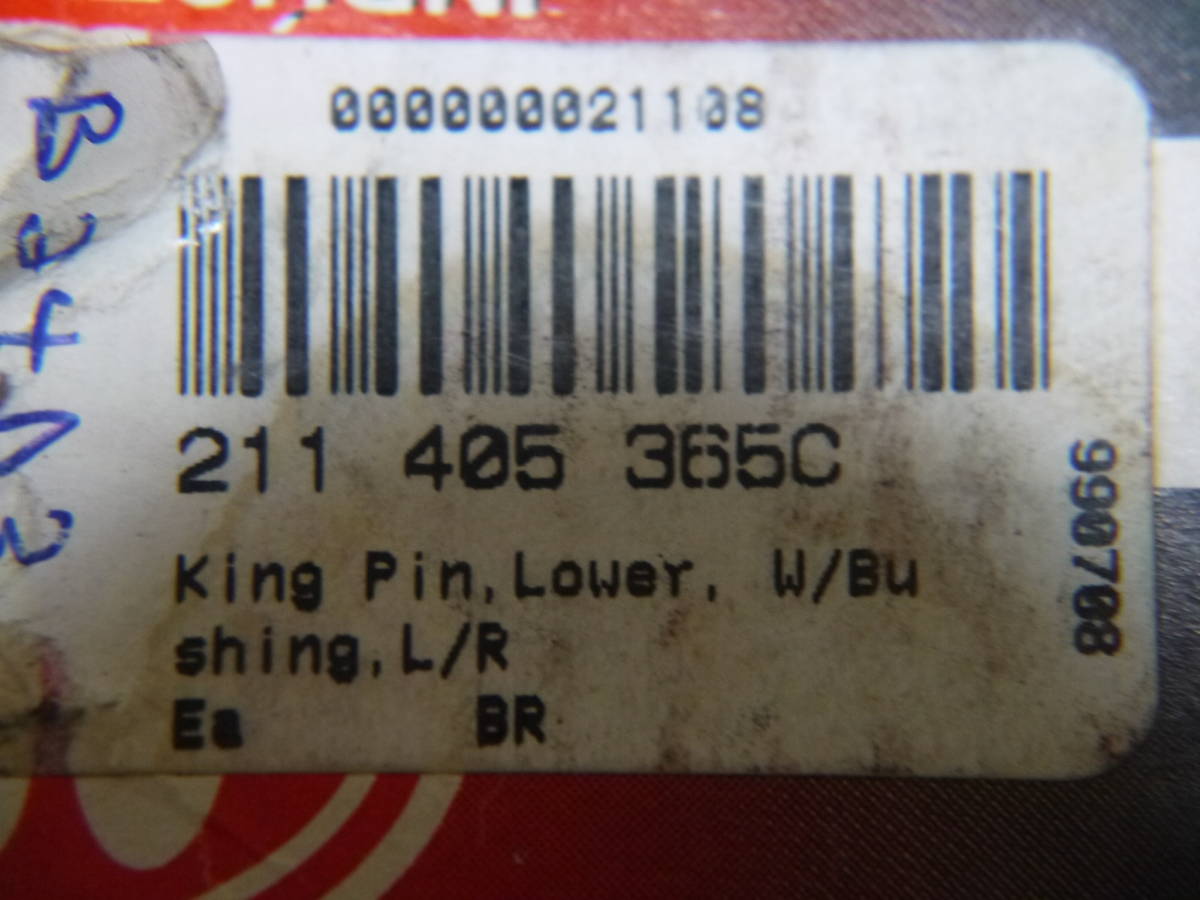 000000021108
211 405 365C
King Pin,Lower, W/Bu
shing,L/R
Ea BR
990708